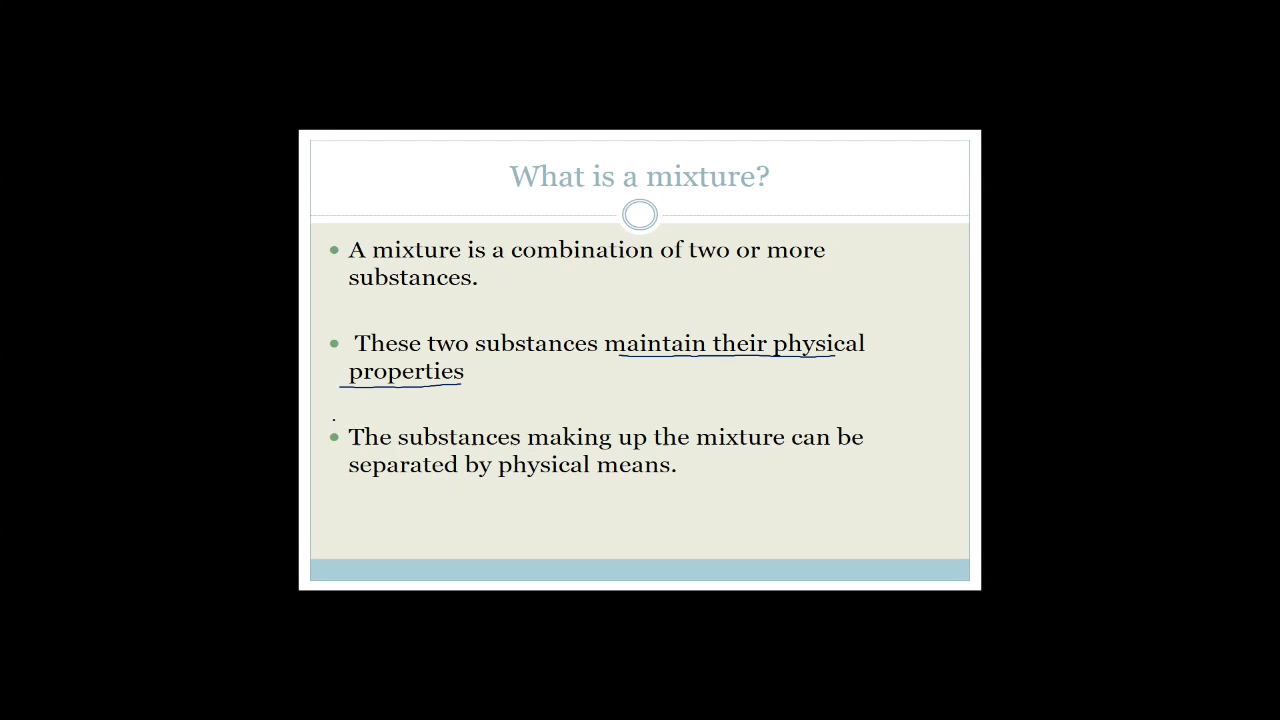 What is a mixture?
• A mixture is a combination of two or more
substances.
• These two substances maintain their physical
properties
• The substances making up the mixture can be
separated by physical means.